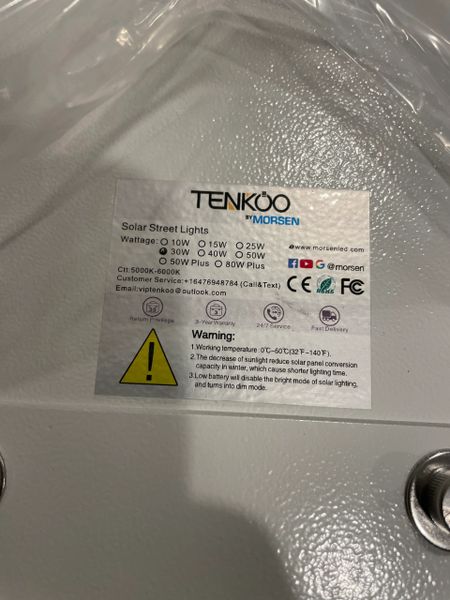 TENKOO
BY MORSEN
Solar Street Lights
Wattage: 10W 15W 25W
30W 40W 50W
50W Plus 80W Plus
www.morsenled.com
@morsen
Ctt:5000K-6000K
Customer Service:+16476948784 (Call&Text)
Email:viptenkoo@outlook.com
CE RoHS FC
Return Privilege 3-Year Warranty 24/7 Service Fast Delivery
Warning:
1.Working temperature :0℃~60℃(32℉-140℉).
2.The decrease of sunlight reduce solar panel conversion
capacity in winter, which cause shorter lighting time.
3.Low battery will disable the bright mode of solar lighting,
and turns into dim mode.